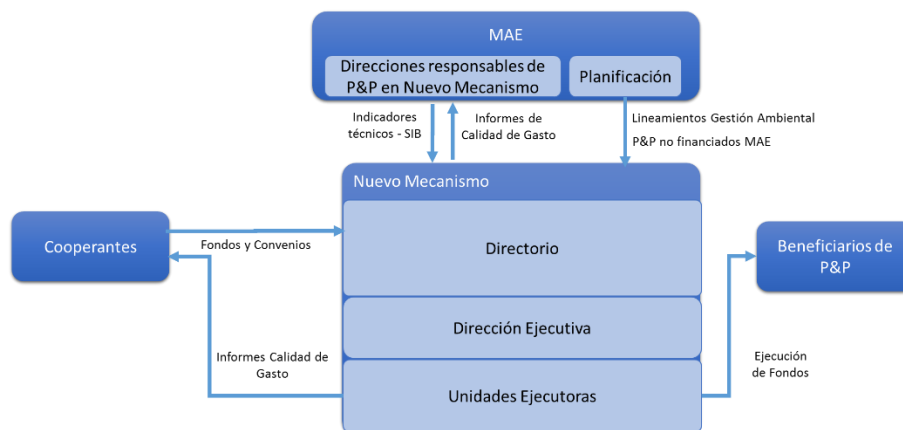 MAE
Direcciones responsables de
P&P en Nuevo Mecanismo
Planificación
Indicadores
técnicos - SIB
Informes de
Calidad de Gasto
Lineamientos Gestión Ambiental
P&P no financiados MAE
Nuevo Mecanismo
Cooperantes
Fondos y Convenios
Directorio
Beneficiarios de
P&P
Dirección Ejecutiva
Informes Calidad de
Gasto
Ejecución
de Fondos
Unidades Ejecutoras